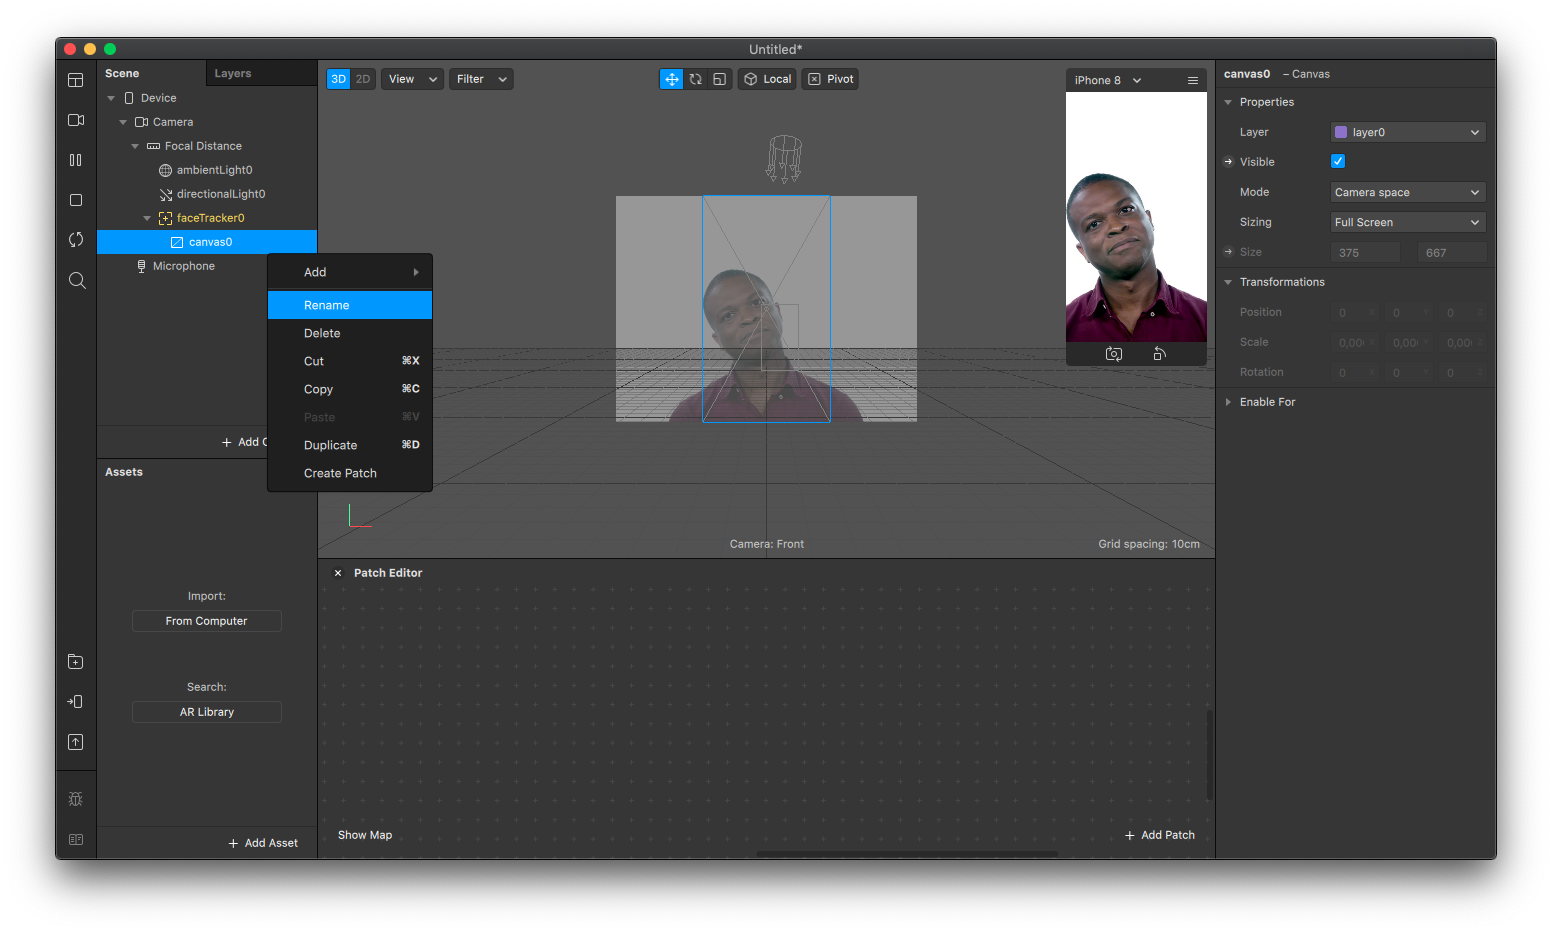 Untitled*
Scene
Layers
Device
Camera
Focal Distance
ambientLight0
directionalLight0
faceTracker0
canvas0
Microphone
Add
Rename
Delete
Cut ⌘X
Copy ⌘C
Paste ⌘V
Duplicate ⌘D
Create Patch
+ Add
Assets
Import:
From Computer
Search:
AR Library
+ Add Asset
3D 2D View Filter
Local Pivot
iPhone 8
Camera: Front
Grid spacing: 10cm
Patch Editor
Show Map
+ Add Patch
canvas0 – Canvas
Properties
Layer layer0
Visible
Mode Camera space
Sizing Full Screen
Size 375 667
Transformations
Position 0 X 0 Y 0 Z
Scale 0,00 X 0,00 Y 0,00 Z
Rotation 0 X 0 Y 0 Z
Enable For